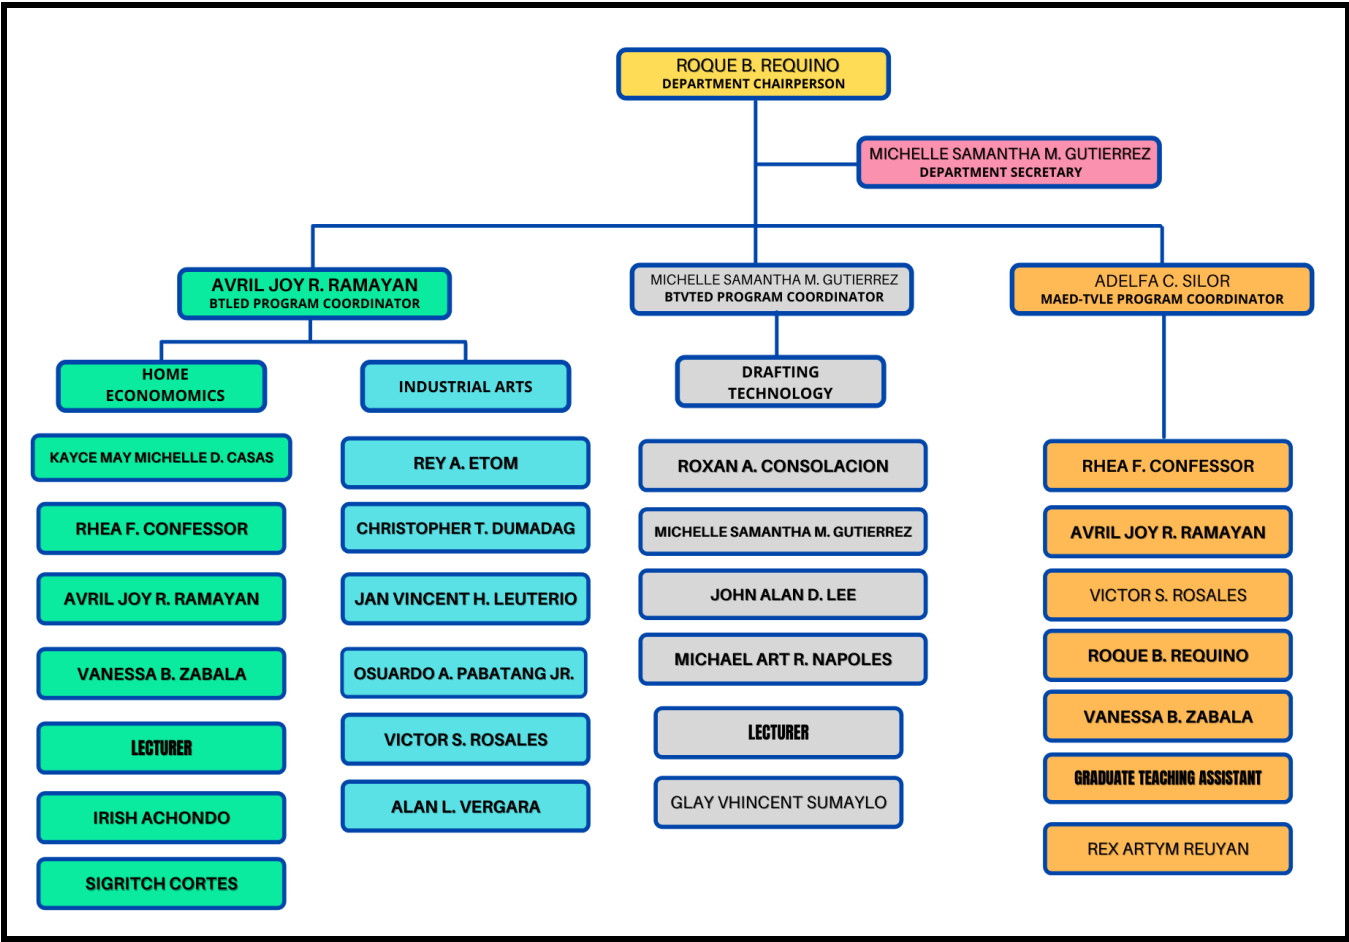 ROQUE B. REQUINO
DEPARTMENT CHAIRPERSON
MICHELLE SAMANTHA M. GUTIERREZ
DEPARTMENT SECRETARY
AVRIL JOY R. RAMAYAN
BTLED PROGRAM COORDINATOR
MICHELLE SAMANTHA M. GUTIERREZ
BTVTED PROGRAM COORDINATOR
ADELFA C. SILOR
MAED-TVLE PROGRAM COORDINATOR
HOME
ECONOMOMICS
INDUSTRIAL ARTS
DRAFTING
TECHNOLOGY
KAYCE MAY MICHELLE D. CASAS
RHEA F. CONFESSOR
AVRIL JOY R. RAMAYAN
VANESSA B. ZABALA
LECTURER
IRISH ACHONDO
SIGRITCH CORTES
REY A. ETOM
CHRISTOPHER T. DUMADAG
JAN VINCENT H. LEUTERIO
OSUARDO A. PABATANG JR.
VICTOR S. ROSALES
ALAN L. VERGARA
ROXAN A. CONSOLACION
MICHELLE SAMANTHA M. GUTIERREZ
JOHN ALAN D. LEE
MICHAEL ART R. NAPOLES
LECTURER
GLAY VHINCENT SUMAYLO
RHEA F. CONFESSOR
AVRIL JOY R. RAMAYAN
VICTOR S. ROSALES
ROQUE B. REQUINO
VANESSA B. ZABALA
GRADUATE TEACHING ASSISTANT
REX ARTYM REUYAN